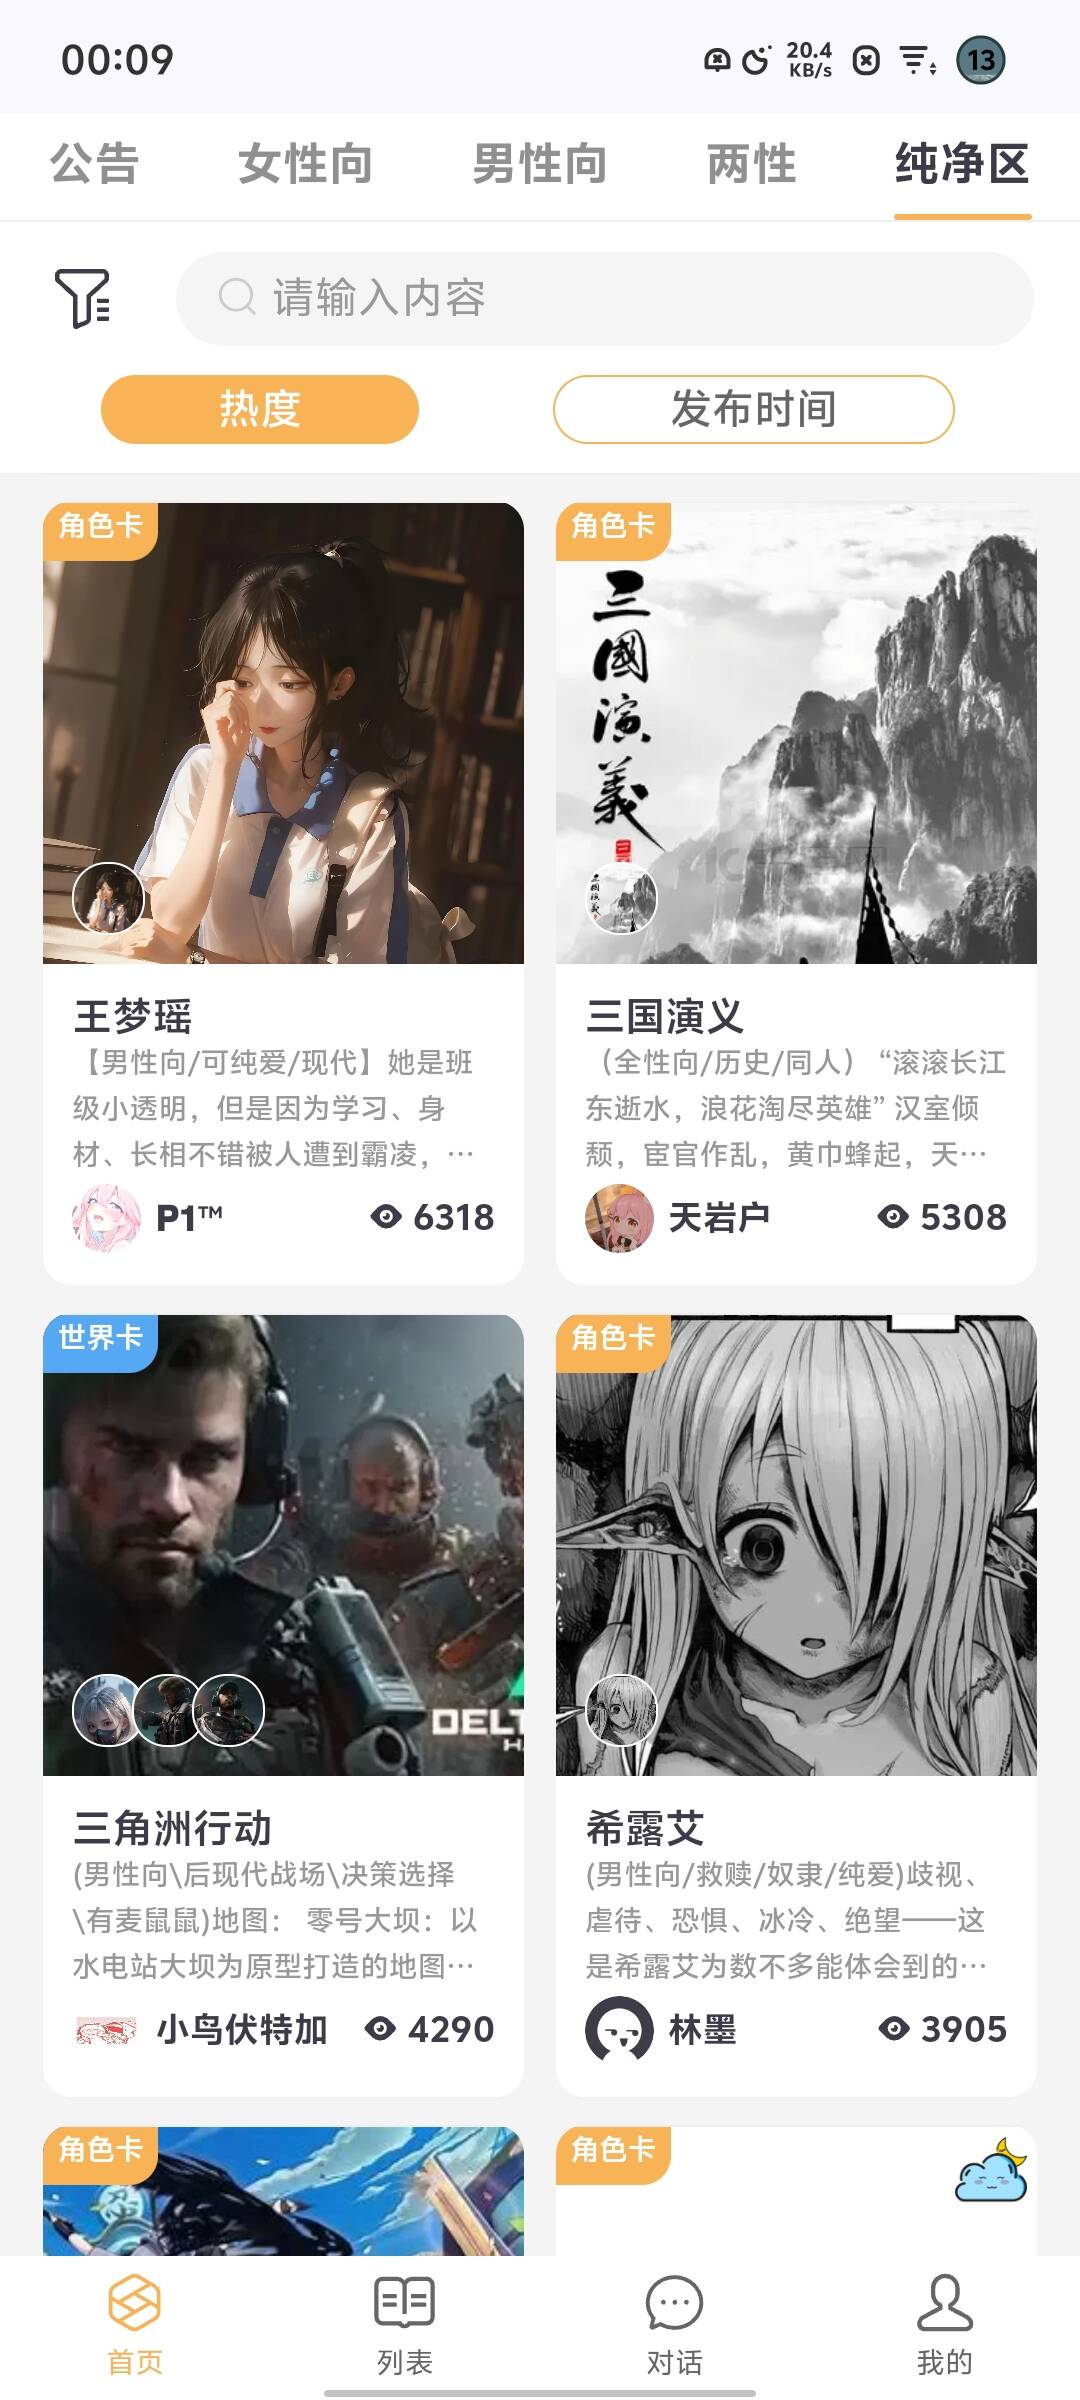 00:09
20.4
KB/s
13
公告
女性向
男性向
两性
纯净区
请输入内容
热度
发布时间
角色卡
三國演義
王梦瑶
【男性向/可纯爱/现代】她是班
级小透明，但是因为学习、身
材、长相不错被人遭到霸凌，…
P1™
6318
角色卡
三国演义
（全性向/历史/同人）“滚滚长江
东逝水，浪花淘尽英雄” 汉室倾
颓，宦官作乱，黄巾蜂起，天…
天岩户
5308
世界卡
DELT
H
三角洲行动
(男性向\后现代战场\决策选择
\有麦鼠鼠)地图： 零号大坝：以
水电站大坝为原型打造的地图…
小鸟伏特加
4290
角色卡
希露艾
(男性向/救赎/奴隶/纯爱)歧视、
虐待、恐惧、冰冷、绝望——这
是希露艾为数不多能体会到的…
林墨
3905
角色卡
角色卡
首页
列表
对话
我的